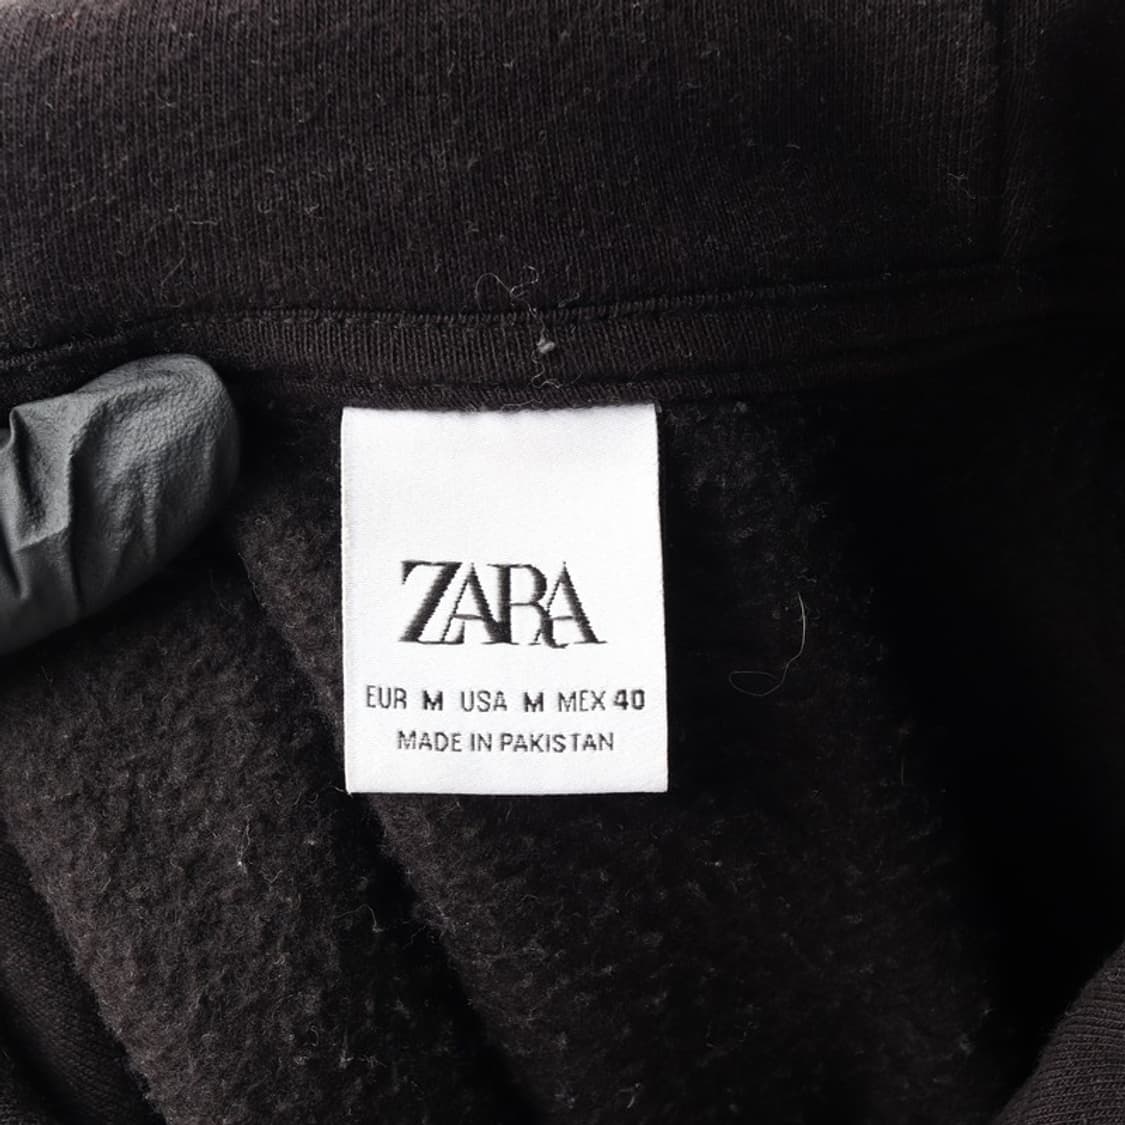 ZARA
EUR M USA M MEX 40
MADE IN PAKISTAN